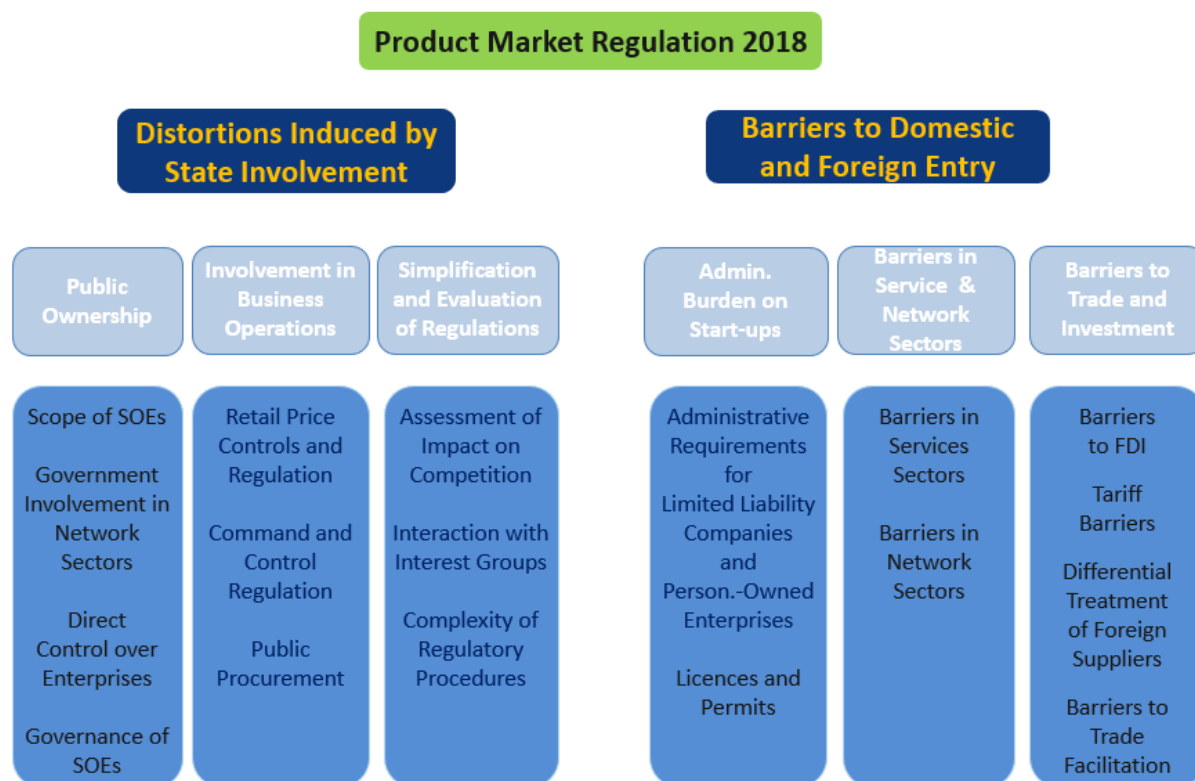 Product Market Regulation 2018
Distortions Induced by
State Involvement
Barriers to Domestic
and Foreign Entry
Public
Ownership
Involvement in
Business
Operations
Simplification
and Evaluation
of Regulations
Admin.
Burden on
Start-ups
Barriers in
Service &
Network
Sectors
Barriers to
Trade and
Investment
Scope of SOEs
Government
Involvement in
Network
Sectors
Direct
Control over
Enterprises
Governance of
SOEs
Retail Price
Controls and
Regulation
Command and
Control
Regulation
Public
Procurement
Assessment of
Impact on
Competition
Interaction with
Interest Groups
Complexity of
Regulatory
Procedures
Administrative
Requirements
for
Limited Liability
Companies
and
Person.-Owned
Enterprises
Licences and
Permits
Barriers in
Services
Sectors
Barriers in
Network
Sectors
Barriers
to FDI
Tariff
Barriers
Differential
Treatment
of Foreign
Suppliers
Barriers to
Trade
Facilitation